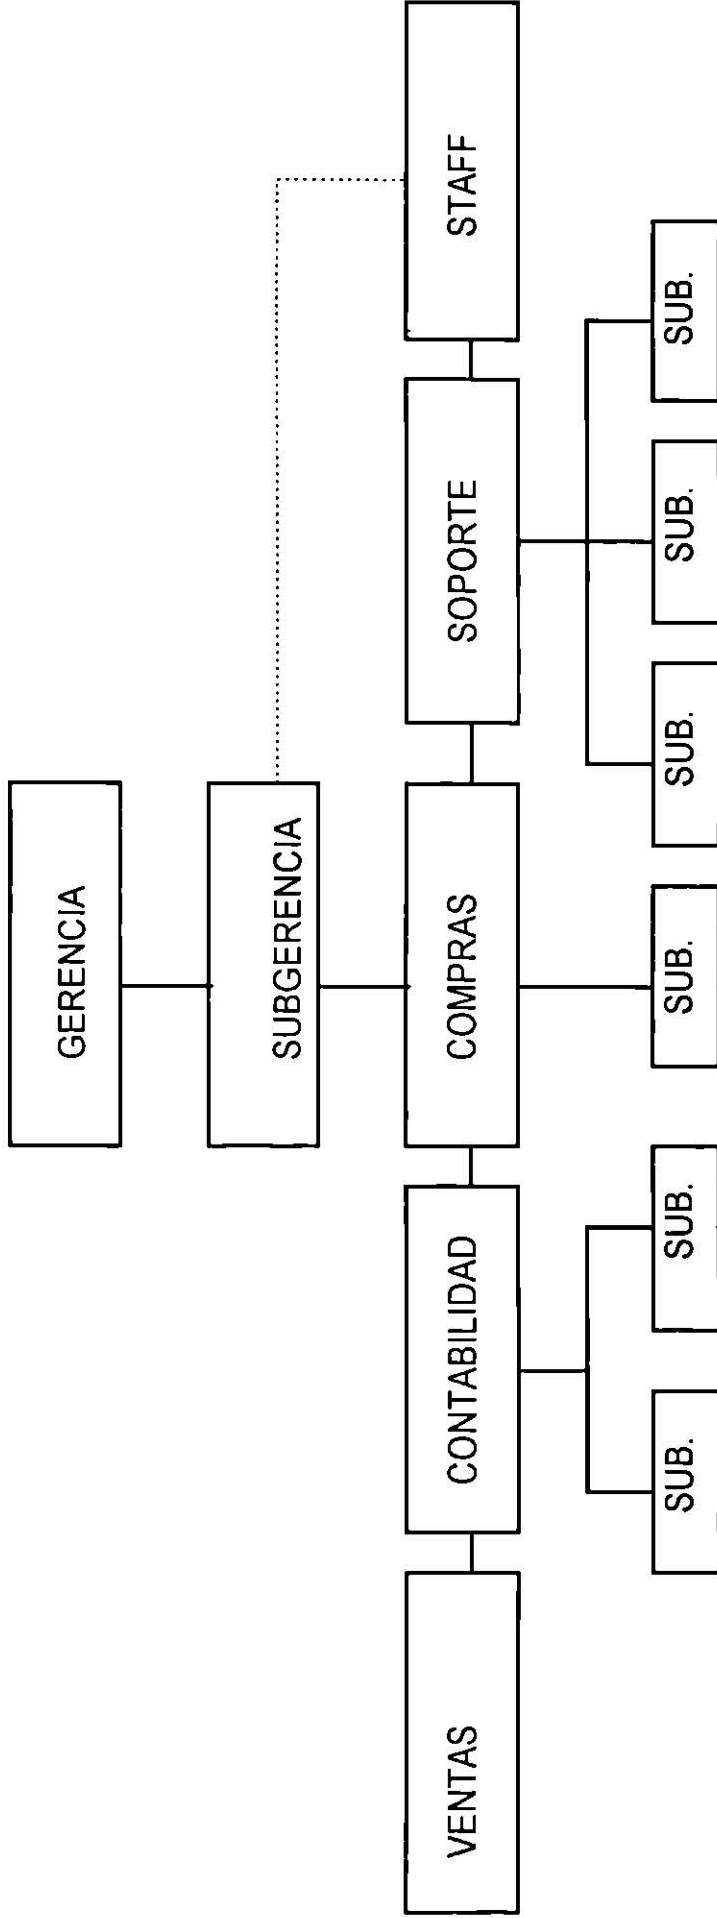 GERENCIA
SUBGERENCIA
VENTAS
CONTABILIDAD
COMPRAS
SOPORTE
STAFF
SUB.
SUB.
SUB.
SUB.
SUB.
SUB.